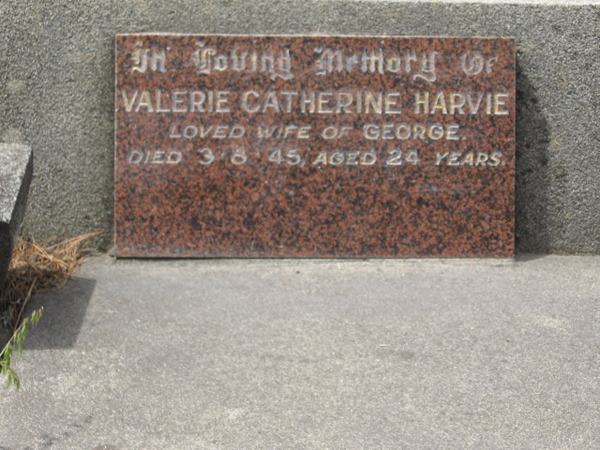 In Loving Memory Of
VALERIE CATHERINE HARVIE
LOVED WIFE OF GEORGE.
DIED 3·8·45, AGED 24 YEARS.